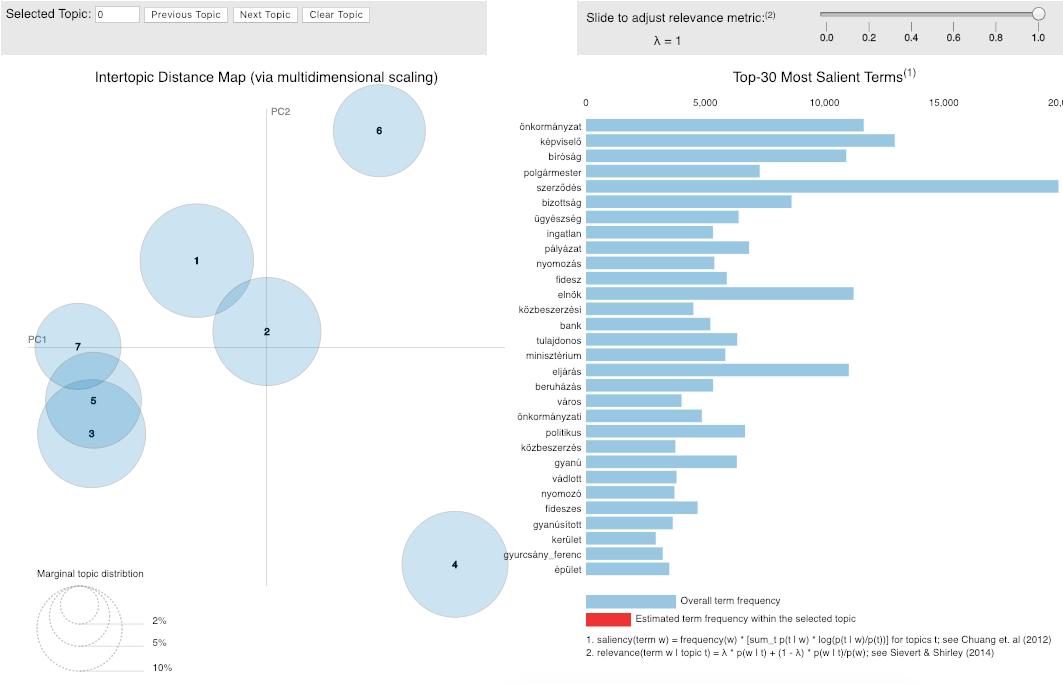 Selected Topic: 0 Previous Topic Next Topic Clear Topic
Slide to adjust relevance metric:(2)
λ = 1
0.0 0.2 0.4 0.6 0.8 1.0
Intertopic Distance Map (via multidimensional scaling)
PC2
PC1
6
1
2
7
5
3
4
Marginal topic distribtion
2%
5%
10%
Top-30 Most Salient Terms(1)
0 5,000 10,000 15,000 20,
önkormányzat
képviselő
bíróság
polgármester
szerződés
bizottság
ügyészség
ingatlan
pályázat
nyomozás
fidesz
elnök
közbeszerzési
bank
tulajdonos
minisztérium
eljárás
beruházás
város
önkormányzati
politikus
közbeszerzés
gyanú
vádlott
nyomozó
fideszes
gyanúsított
kerület
gyurcsány_ferenc
épület
Overall term frequency
Estimated term frequency within the selected topic
1. saliency(term w) = frequency(w) * [sum_t p(t | w) * log(p(t | w)/p(t))] for topics t; see Chuang et. al (2012)
2. relevance(term w | topic t) = λ * p(w | t) + (1 - λ) * p(w | t)/p(w); see Sievert & Shirley (2014)